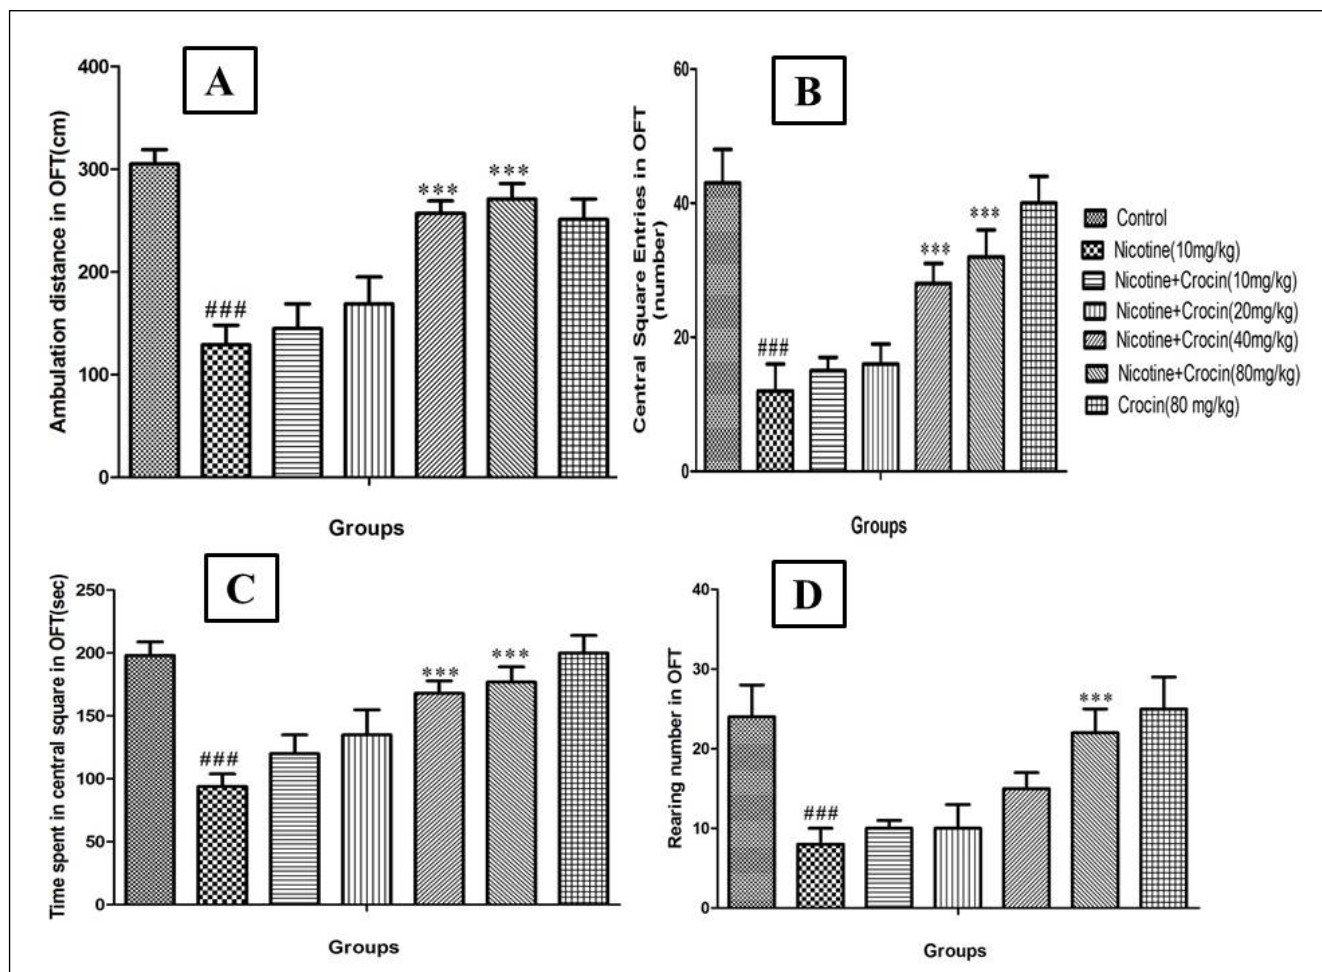 A
Ambulation distance in OFT(cm)
400
300
200
100
0
###
***
***
Groups
B
Central Square Entries in OFT
(number)
60
40
20
0
###
***
***
Groups
Control
Nicotine(10mg/kg)
Nicotine+Crocin(10mg/kg)
Nicotine+Crocin(20mg/kg)
Nicotine+Crocin(40mg/kg)
Nicotine+Crocin(80mg/kg)
Crocin(80 mg/kg)
C
Time spent in central square in OFT(sec)
250
200
150
100
50
0
###
***
***
Groups
D
Rearing number in OFT
40
30
20
10
0
###
***
Groups